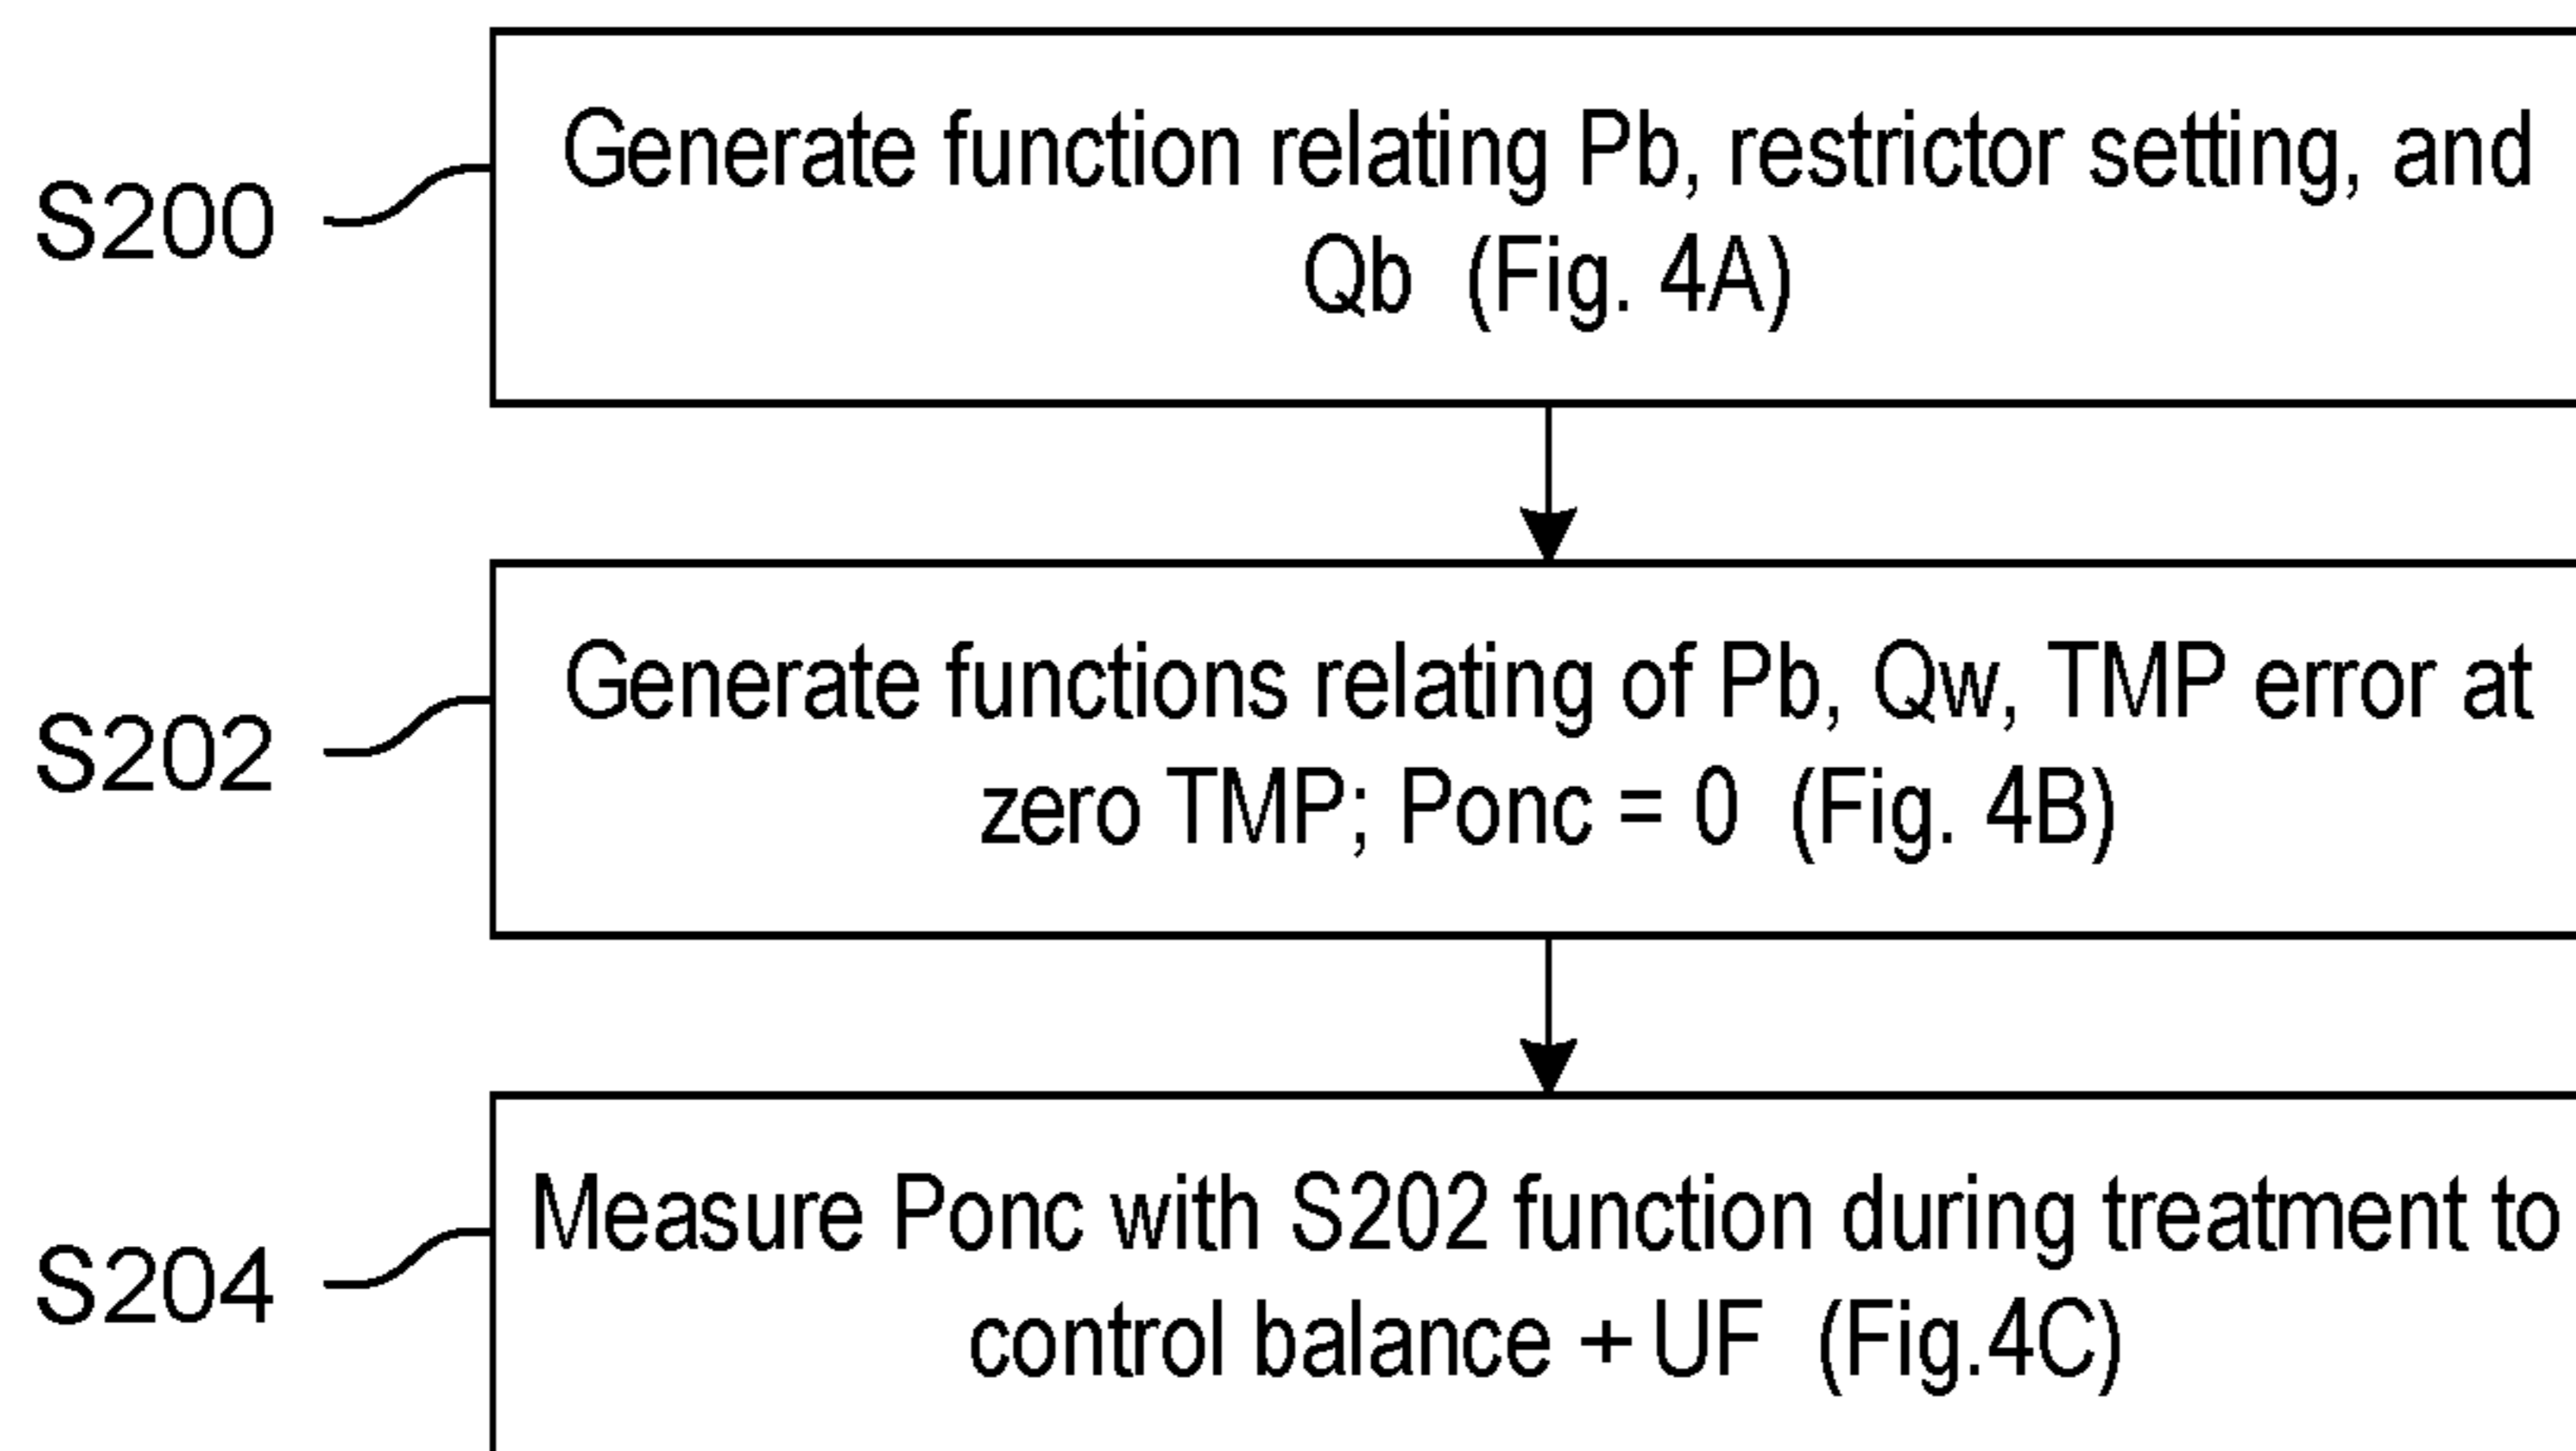 S200
Generate function relating Pb, restrictor setting, and
Qb (Fig. 4A)
S202
Generate functions relating of Pb, Qw, TMP error at
zero TMP; Ponc = 0 (Fig. 4B)
S204
Measure Ponc with S202 function during treatment to
control balance + UF (Fig.4C)